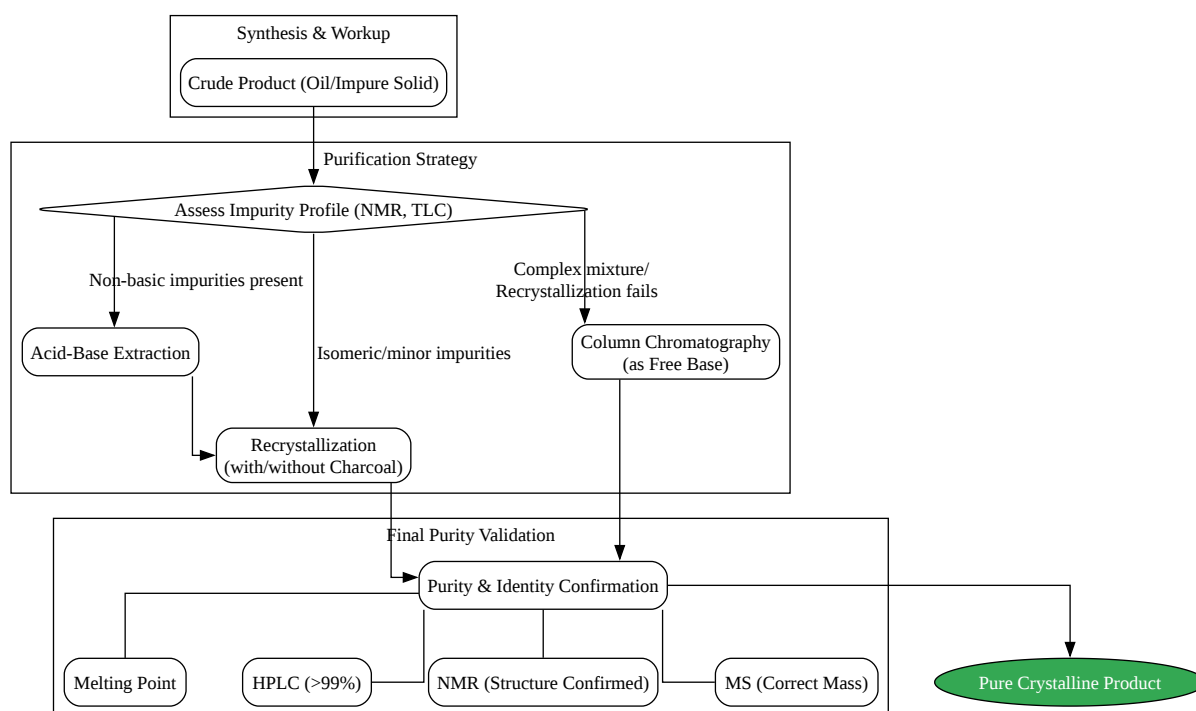 Synthesis & Workup
Crude Product (Oil/Impure Solid)
Purification Strategy
Assess Impurity Profile (NMR, TLC)
Non-basic impurities present
Complex mixture/
Recrystallization fails
Acid-Base Extraction
Isomeric/minor impurities
Column Chromatography
(as Free Base)
Recrystallization
(with/without Charcoal)
Final Purity Validation
Purity & Identity Confirmation
Melting Point
HPLC (>99%)
NMR (Structure Confirmed)
MS (Correct Mass)
Pure Crystalline Product